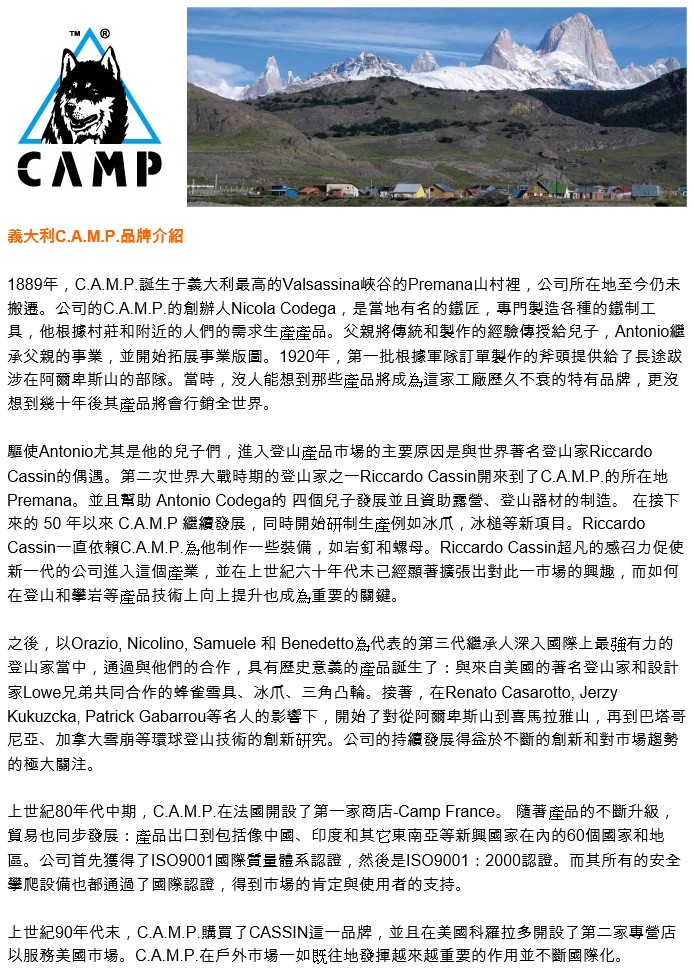 TM ®
CAMP
義大利C.A.M.P.品牌介紹
1889年，C.A.M.P.誕生于義大利最高的Valsassina峽谷的Premana山村裡，公司所在地至今仍未
搬遷。公司的C.A.M.P.的創辦人Nicola Codega，是當地有名的鐵匠，專門製造各種的鐵制工
具，他根據村莊和附近的人們的需求生產產品。父親將傳統和製作的經驗傳授給兒子，Antonio繼
承父親的事業，並開始拓展事業版圖。1920年，第一批根據軍隊訂單製作的斧頭提供給了長途跋
涉在阿爾卑斯山的部隊。當時，沒人能想到那些產品將成為這家工廠歷久不衰的特有品牌，更沒
想到幾十年後其產品將會行銷全世界。
驅使Antonio尤其是他的兒子們，進入登山產品市場的主要原因是與世界著名登山家Riccardo
Cassin的偶遇。第二次世界大戰時期的登山家之一Riccardo Cassin開來到了C.A.M.P.的所在地
Premana。並且幫助 Antonio Codega的 四個兒子發展並且資助露營、登山器材的制造。 在接下
來的 50 年以來 C.A.M.P 繼續發展，同時開始研制生產例如冰爪，冰槌等新項目。Riccardo
Cassin一直依賴C.A.M.P.為他制作一些裝備，如岩釘和螺母。Riccardo Cassin超凡的感召力促使
新一代的公司進入這個產業，並在上世紀六十年代末已經顯著擴張出對此一市場的興趣，而如何
在登山和攀岩等產品技術上向上提升也成為重要的關鍵。
之後，以Orazio, Nicolino, Samuele 和 Benedetto為代表的第三代繼承人深入國際上最強有力的
登山家當中，通過與他們的合作，具有歷史意義的產品誕生了：與來自美國的著名登山家和設計
家Lowe兄弟共同合作的蜂雀雪具、冰爪、三角凸輪。接著，在Renato Casarotto, Jerzy
Kukuzcka, Patrick Gabarrou等名人的影響下，開始了對從阿爾卑斯山到喜馬拉雅山，再到巴塔哥
尼亞、加拿大雪崩等環球登山技術的創新研究。公司的持續發展得益於不斷的創新和對市場趨勢
的極大關注。
上世紀80年代中期，C.A.M.P.在法國開設了第一家商店-Camp France。 隨著產品的不斷升級，
貿易也同步發展：產品出口到包括像中國、印度和其它東南亞等新興國家在內的60個國家和地
區。公司首先獲得了ISO9001國際質量體系認證，然後是ISO9001：2000認證。而其所有的安全
攀爬設備也都通過了國際認證，得到市場的肯定與使用者的支持。
上世紀90年代末，C.A.M.P.購買了CASSIN這一品牌，並且在美國科羅拉多開設了第二家專營店
以服務美國市場。C.A.M.P.在戶外市場一如既往地發揮越來越重要的作用並不斷國際化。